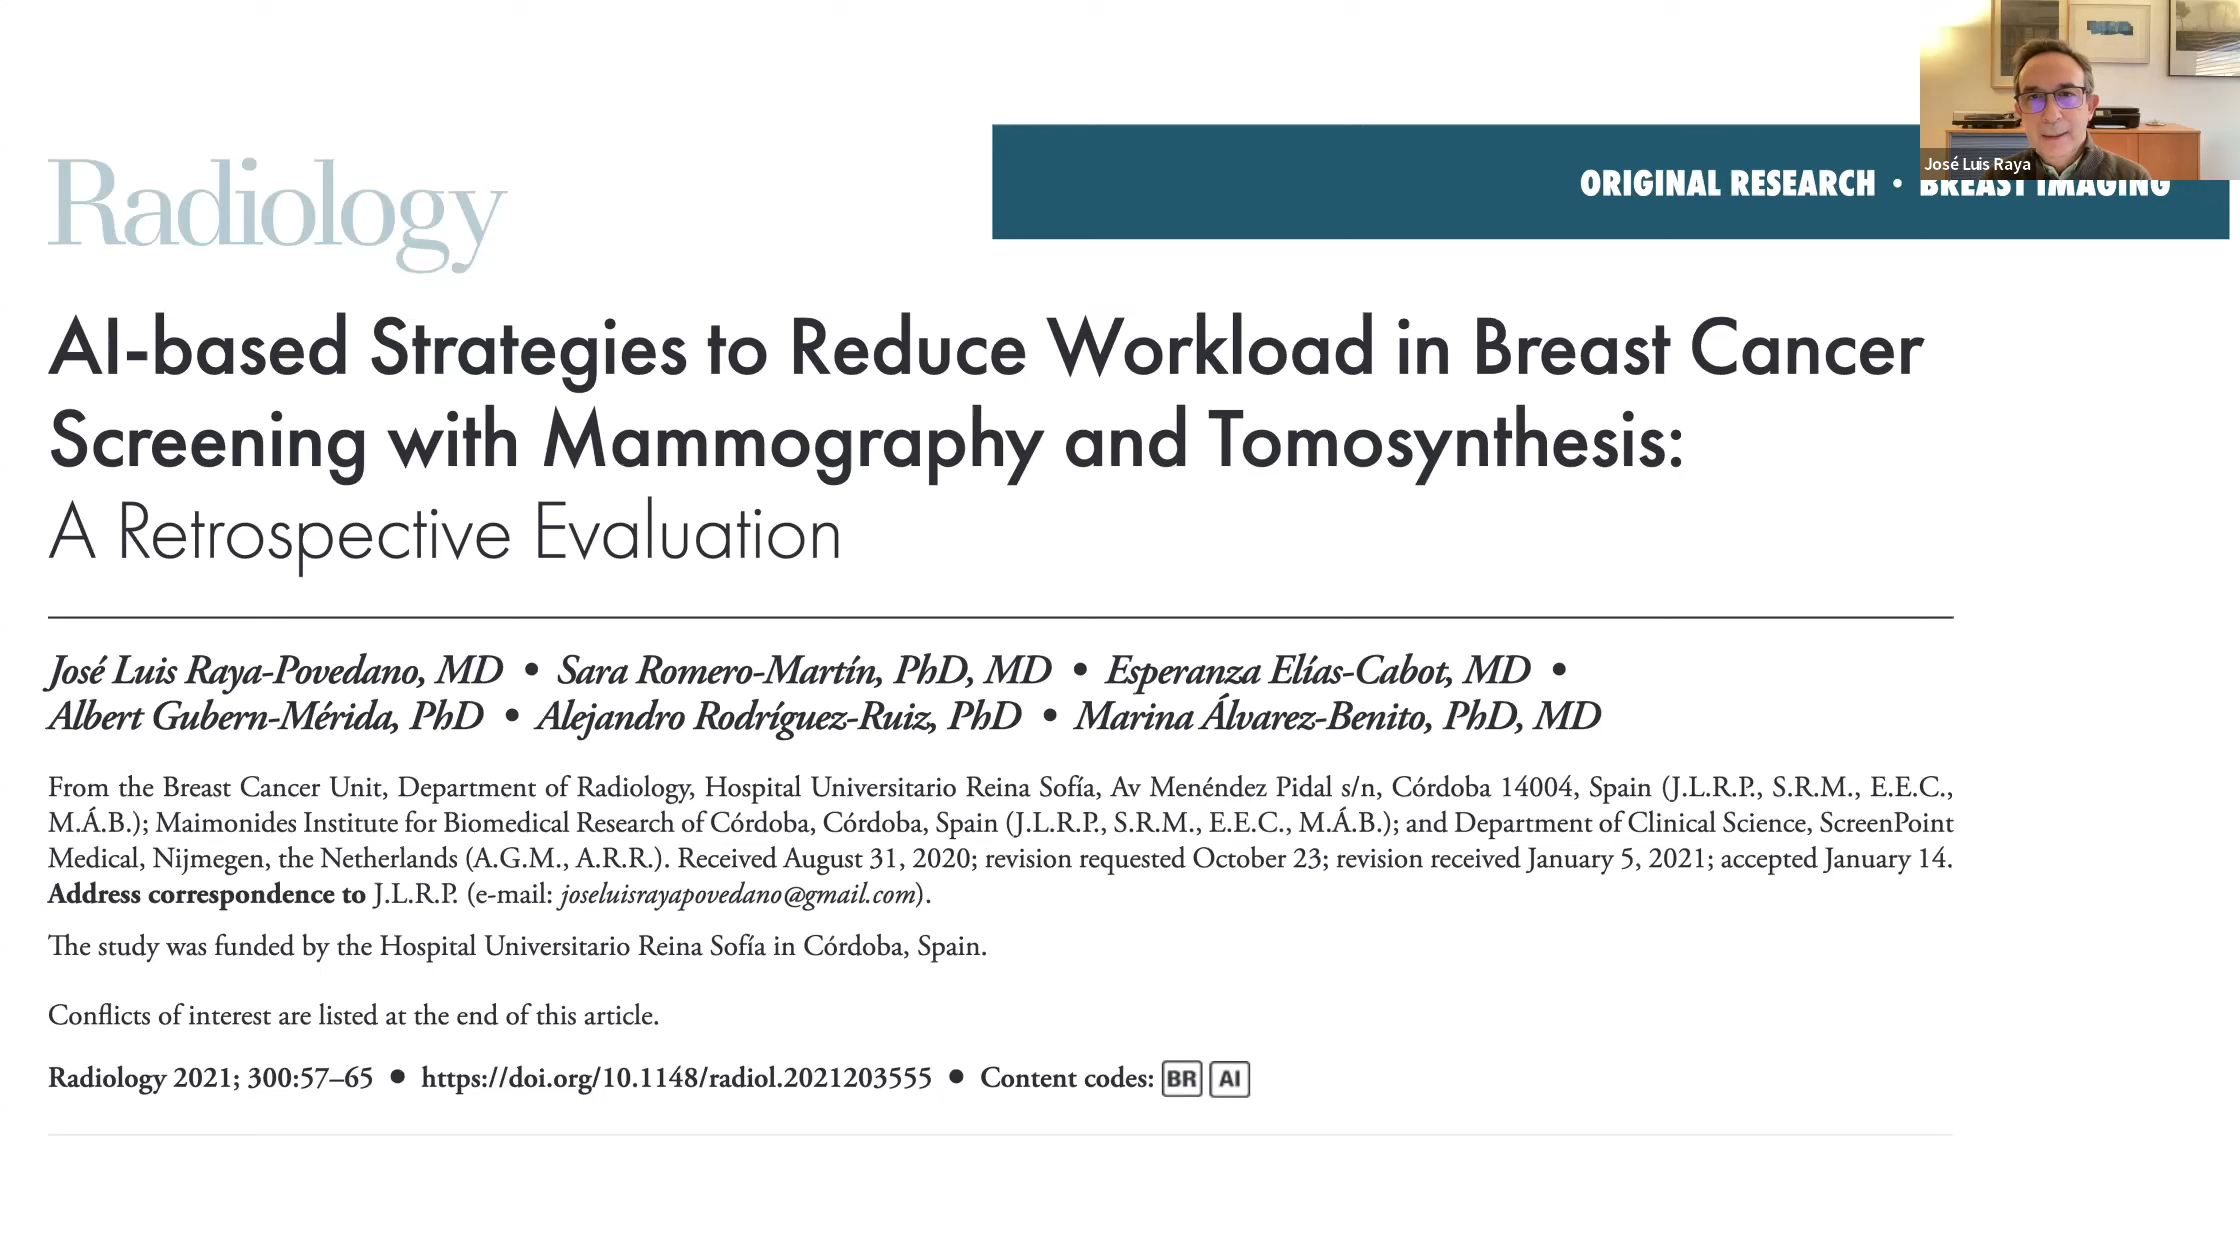 José Luis Raya
Radiology
ORIGINAL RESEARCH • BREAST IMAGING
AI-based Strategies to Reduce Workload in Breast Cancer
Screening with Mammography and Tomosynthesis:
A Retrospective Evaluation
José Luis Raya-Povedano, MD • Sara Romero-Martín, PhD, MD • Esperanza Elías-Cabot, MD •
Albert Gubern-Mérida, PhD • Alejandro Rodríguez-Ruiz, PhD • Marina Álvarez-Benito, PhD, MD
From the Breast Cancer Unit, Department of Radiology, Hospital Universitario Reina Sofía, Av Menéndez Pidal s/n, Córdoba 14004, Spain (J.L.R.P., S.R.M., E.E.C.,
M.Á.B.); Maimonides Institute for Biomedical Research of Córdoba, Córdoba, Spain (J.L.R.P., S.R.M., E.E.C., M.Á.B.); and Department of Clinical Science, ScreenPoint
Medical, Nijmegen, the Netherlands (A.G.M., A.R.R.). Received August 31, 2020; revision requested October 23; revision received January 5, 2021; accepted January 14.
Address correspondence to J.L.R.P. (e-mail: joseluisrayapovedano@gmail.com).
The study was funded by the Hospital Universitario Reina Sofía in Córdoba, Spain.
Conflicts of interest are listed at the end of this article.
Radiology 2021; 300:57–65 • https://doi.org/10.1148/radiol.2021203555 • Content codes: BR AI